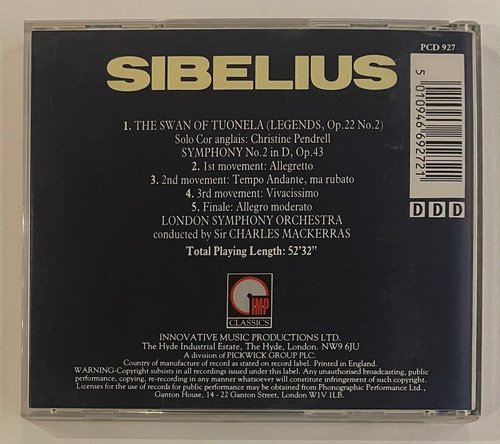 PCD 927
SIBELIUS
1. THE SWAN OF TUONELA (LEGENDS, Op.22 No.2)
Solo Cor anglais: Christine Pendrell
SYMPHONY No.2 in D, Op.43
2. 1st movement: Allegretto
3. 2nd movement: Tempo Andante, ma rubato
4. 3rd movement: Vivacissimo
5. Finale: Allegro moderato
LONDON SYMPHONY ORCHESTRA
conducted by Sir CHARLES MACKERRAS
Total Playing Length: 52'32"
5 010946 692721
DDD
IMP
CLASSICS
INNOVATIVE MUSIC PRODUCTIONS LTD.
The Hyde Industrial Estate, The Hyde, London. NW9 6JU
A division of PICKWICK GROUP PLC.
Country of manufacture of record as stated on record label. Printed in England.
WARNING-Copyright subsists in all recordings issued under this label. Any unauthorised broadcasting, public
performance, copying, re-recording in any manner whatsoever will constitute infringement of such copyright.
Licenses for the use of records for public performance may be obtained from Phonographic Performance Ltd.,
Ganton House, 14 - 22 Ganton Street, London W1V 1LB.